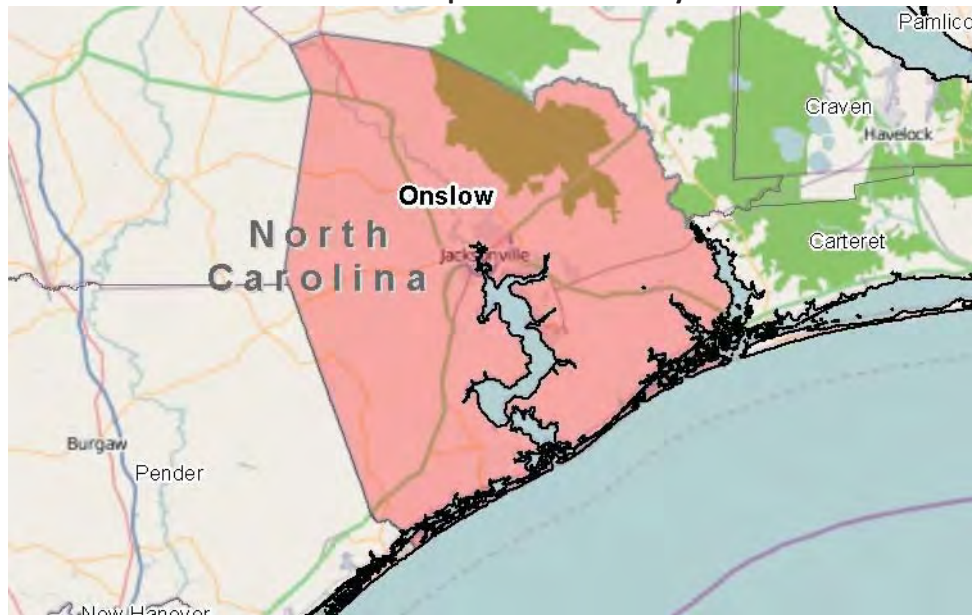 Pamlico
Craven
Havelock
Onslow
North
Carolina
Jacksonville
Carteret
Burgaw
Pender
New Hanover